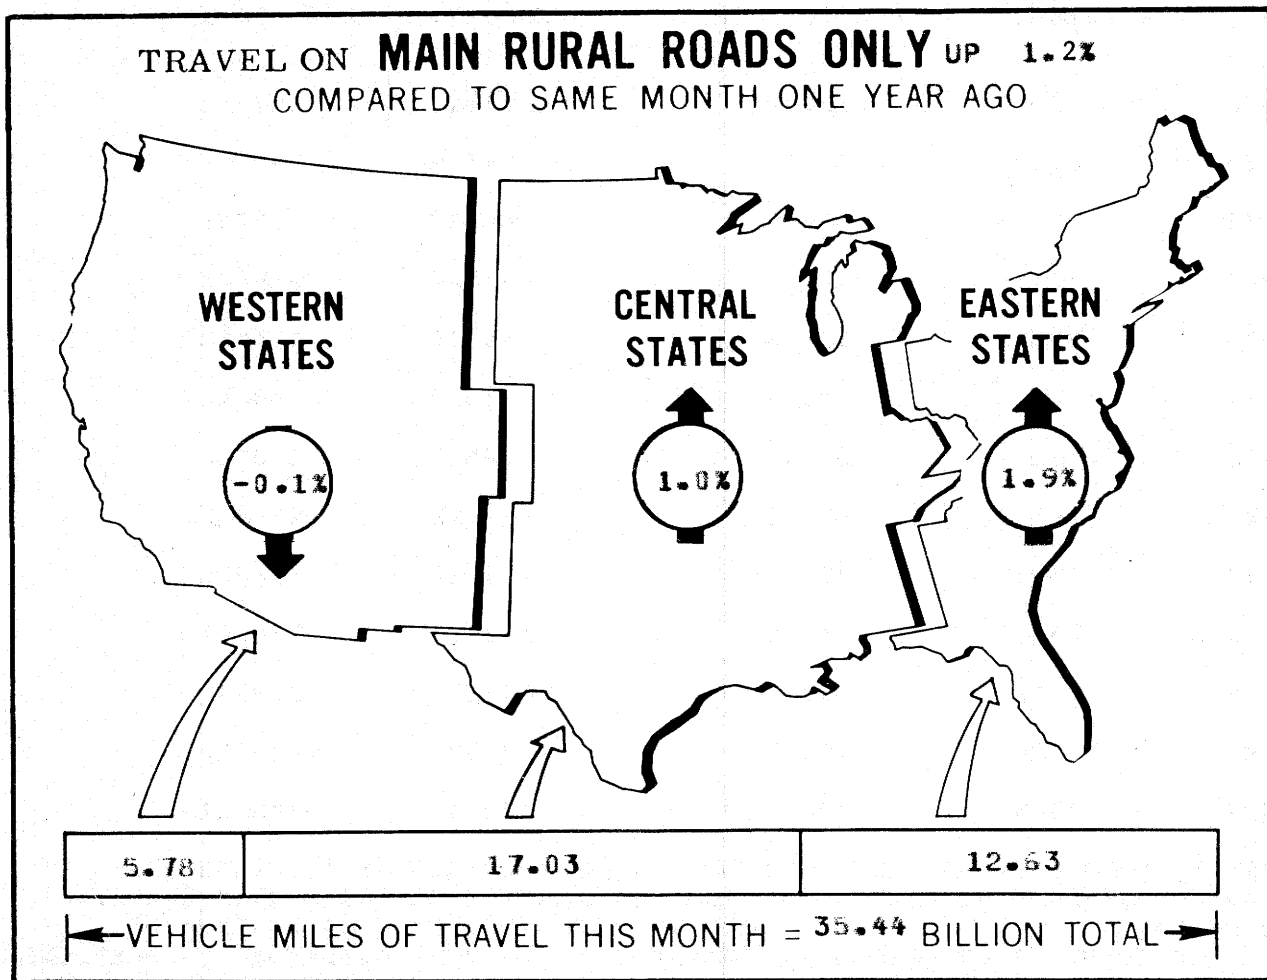 TRAVEL ON MAIN RURAL ROADS ONLY UP 1.2%
COMPARED TO SAME MONTH ONE YEAR AGO
WESTERN
STATES
-0.1%
CENTRAL
STATES
1.0%
EASTERN
STATES
1.9%
5.78 17.03 12.63
VEHICLE MILES OF TRAVEL THIS MONTH = 35.44 BILLION TOTAL